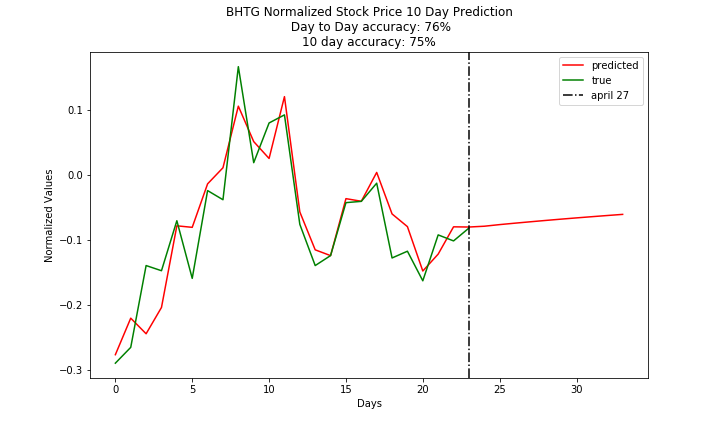 BHTG Normalized Stock Price 10 Day Prediction
Day to Day accuracy: 76%
10 day accuracy: 75%
predicted
true
april 27
Normalized Values
0.1
0.0
−0.1
−0.2
−0.3
0 5 10 15 20 25 30
Days